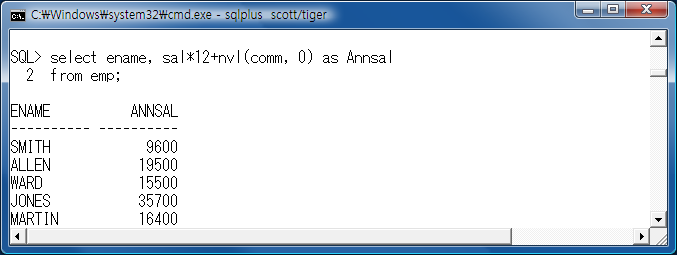 C:₩Windows₩system32₩cmd.exe - sqlplus  scott/tiger
SQL> select ename, sal*12+nvl(comm, 0) as Annsal
  2  from emp;
ENAME          ANNSAL
---------- ----------
SMITH            9600
ALLEN           19500
WARD            15500
JONES           35700
MARTIN          16400